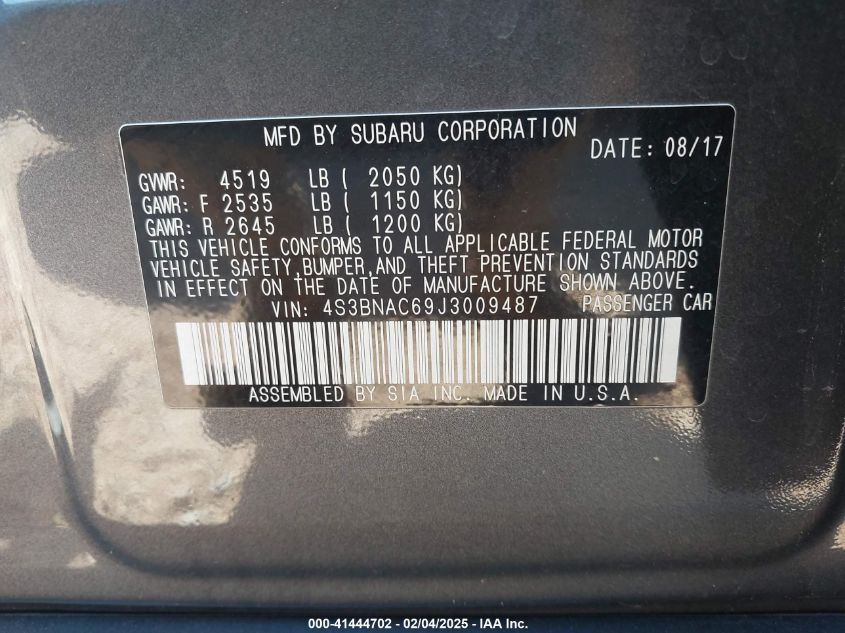 MFD BY SUBARU CORPORATION
DATE: 08/17
GVWR: 4519 LB ( 2050 KG)
GAWR: F 2535 LB ( 1150 KG)
GAWR: R 2645 LB ( 1200 KG)
THIS VEHICLE CONFORMS TO ALL APPLICABLE FEDERAL MOTOR
VEHICLE SAFETY,BUMPER,AND THEFT PREVENTION STANDARDS
IN EFFECT ON THE DATE OF MANUFACTURE SHOWN ABOVE.
VIN: 4S3BNAC69J3009487 PASSENGER CAR
ASSEMBLED BY SIA INC. MADE IN U.S.A.
000-41444702 - 02/04/2025 - IAA Inc.